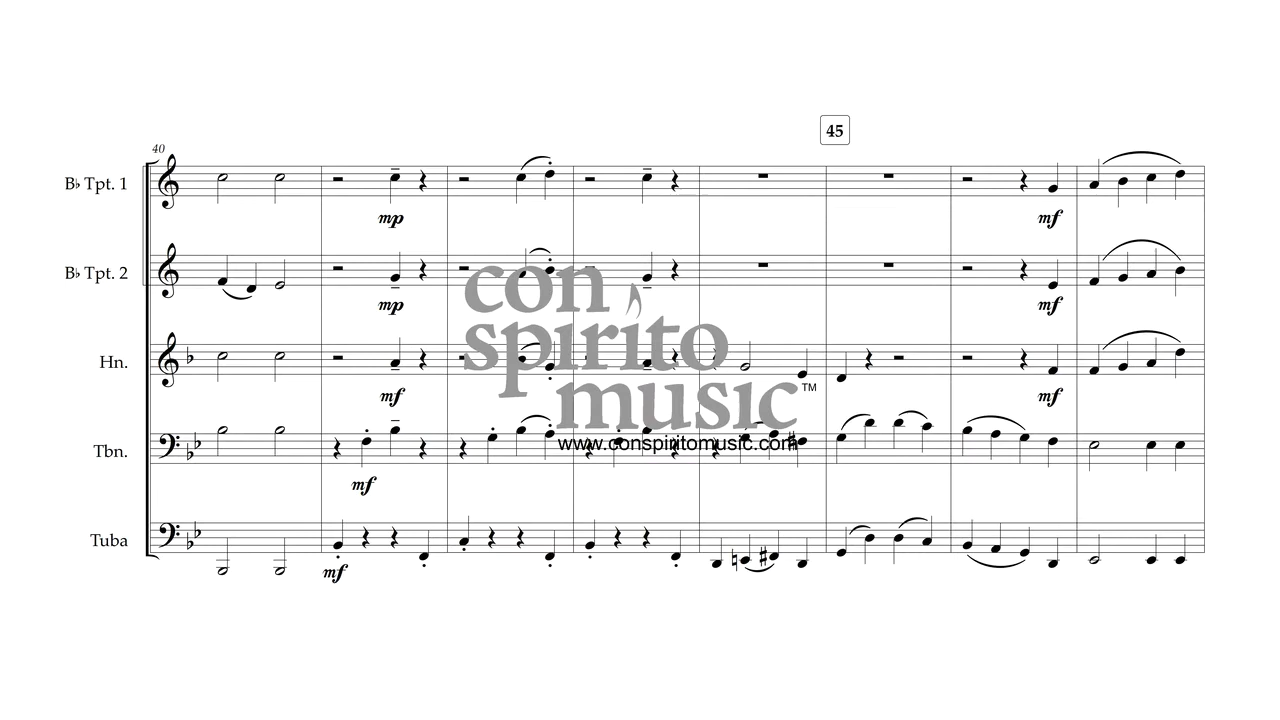 45
40
B♭ Tpt. 1
mp
mf
B♭ Tpt. 2
mp
mf
Hn.
mf
mf
Tbn.
mf
Tuba
mf
con
spirito
music
TM
www.conspiritomusic.com